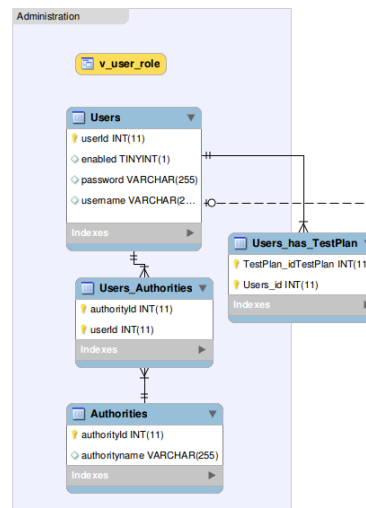 Administration
v_user_role
Users
userId INT(11)
enabled TINYINT(1)
password VARCHAR(255)
username VARCHAR(2...
Indexes
Users_has_TestPlan
TestPlan_idTestPlan INT(11
Users_id INT(11)
Indexes
Users_Authorities
authorityId INT(11)
userId INT(11)
Indexes
Authorities
authorityId INT(11)
authorityname VARCHAR(255)
Indexes